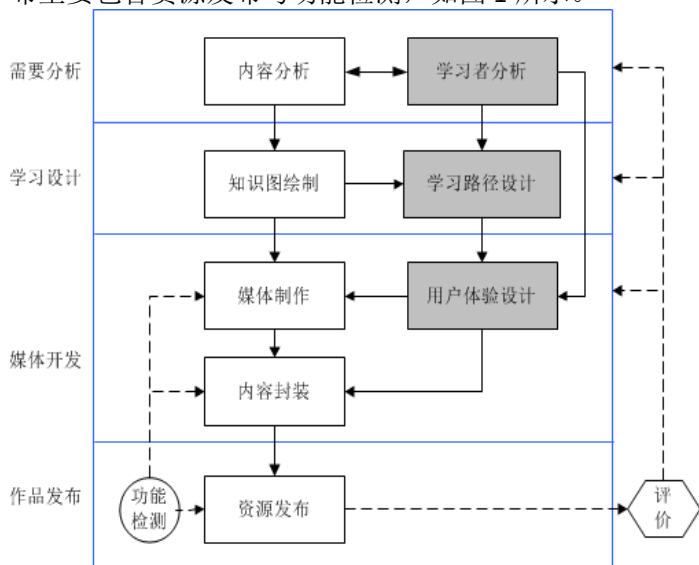 布主要包含资源发布与功能检测，如图1所示。
需要分析
内容分析
学习者分析
学习设计
知识图绘制
学习路径设计
媒体制作
用户体验设计
媒体开发
内容封装
作品发布
功能
检测
资源发布
评
价